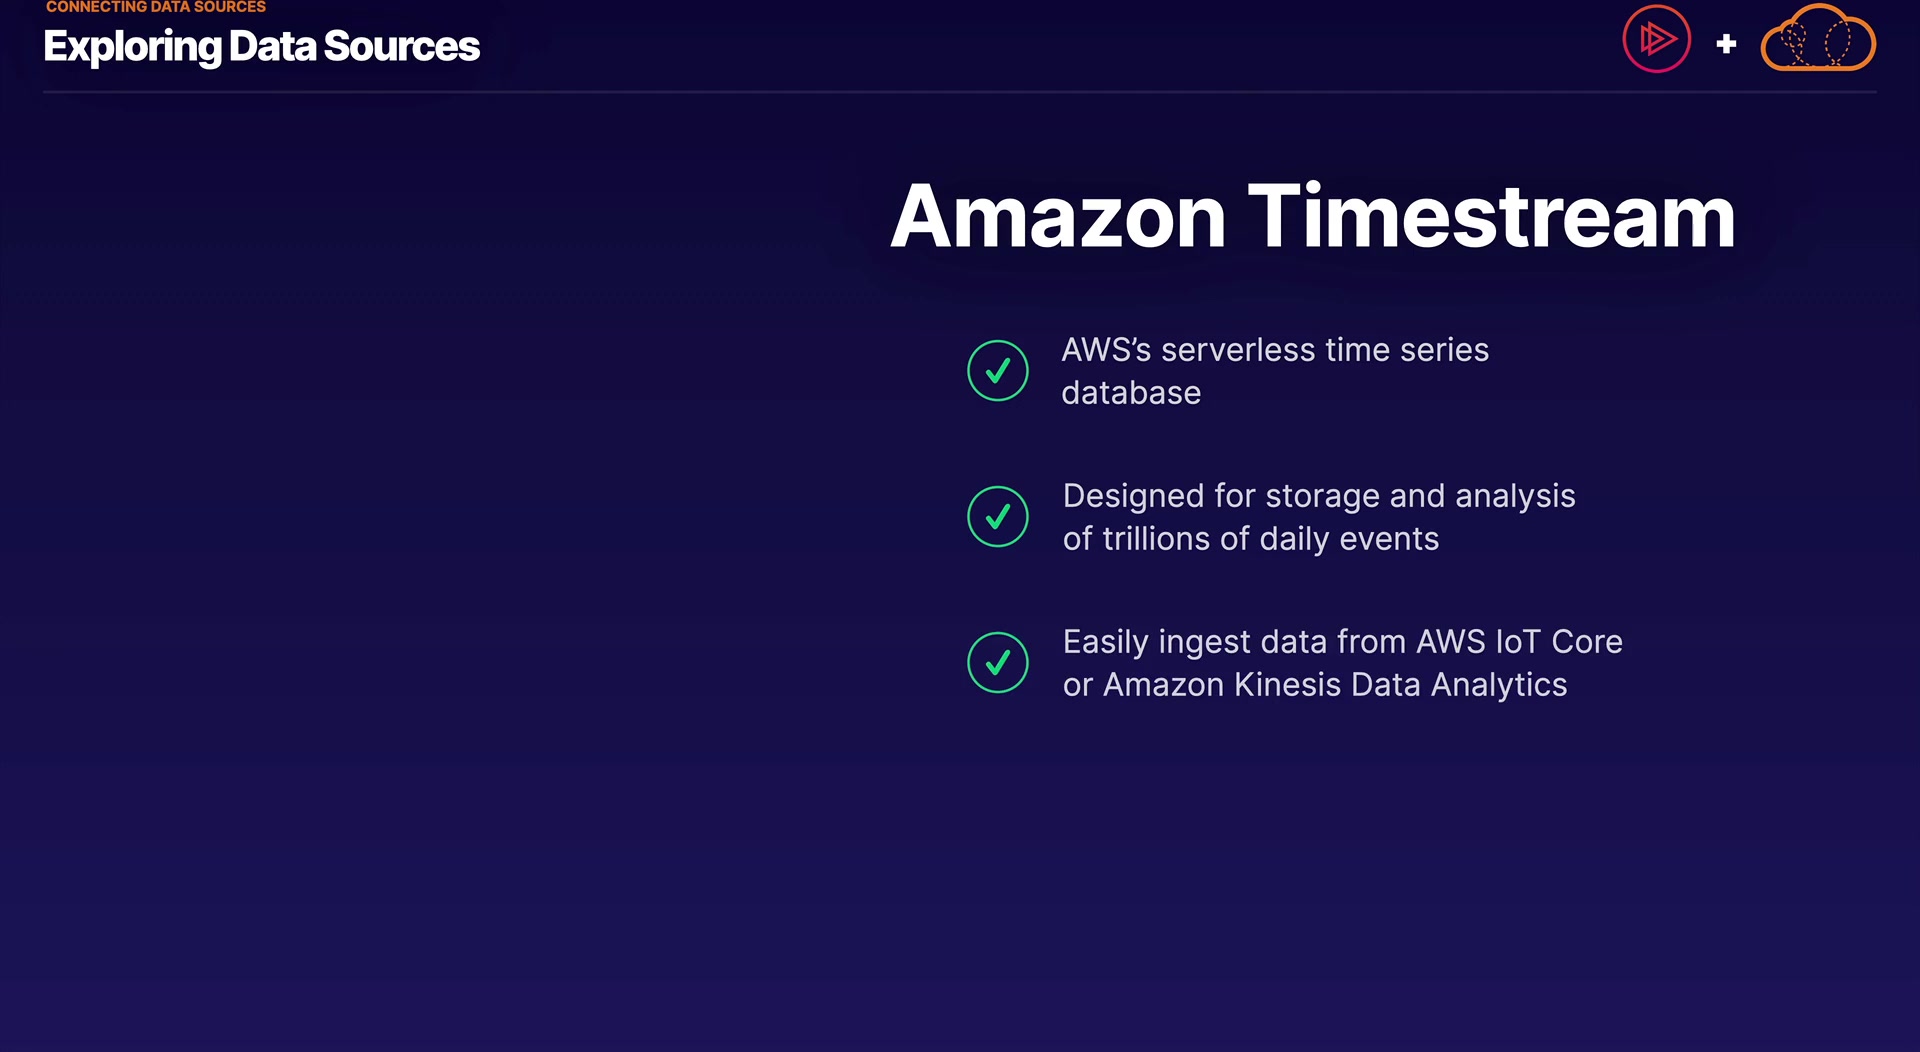 CONNECTING DATA SOURCES
Exploring Data Sources
Amazon Timestream
AWS’s serverless time series
database
Designed for storage and analysis
of trillions of daily events
Easily ingest data from AWS IoT Core
or Amazon Kinesis Data Analytics